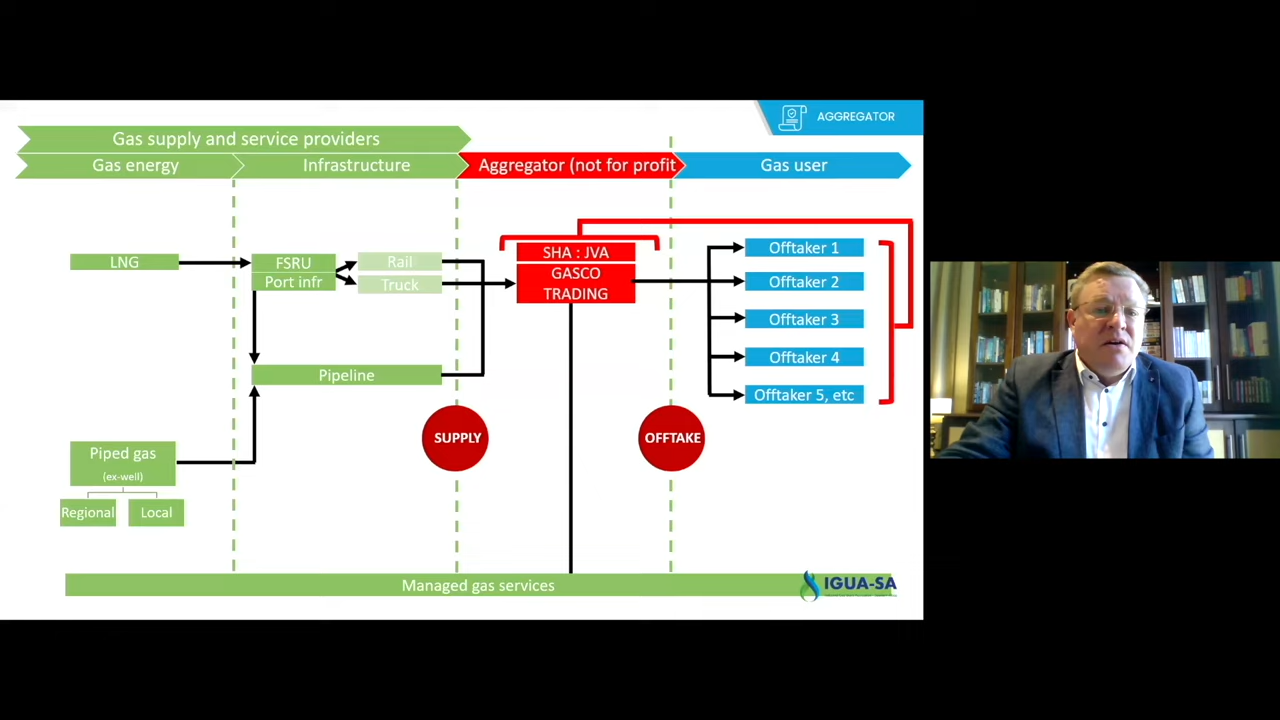 AGGREGATOR
Gas supply and service providers
Gas energy
Infrastructure
Aggregator (not for profit
Gas user
LNG
FSRU
Port infr
Rail
Truck
Pipeline
Piped gas
(ex-well)
Regional
Local
SUPPLY
SHA : JVA
GASCO
TRADING
OFFTAKE
Offtaker 1
Offtaker 2
Offtaker 3
Offtaker 4
Offtaker 5, etc
Managed gas services
IGUA-SA